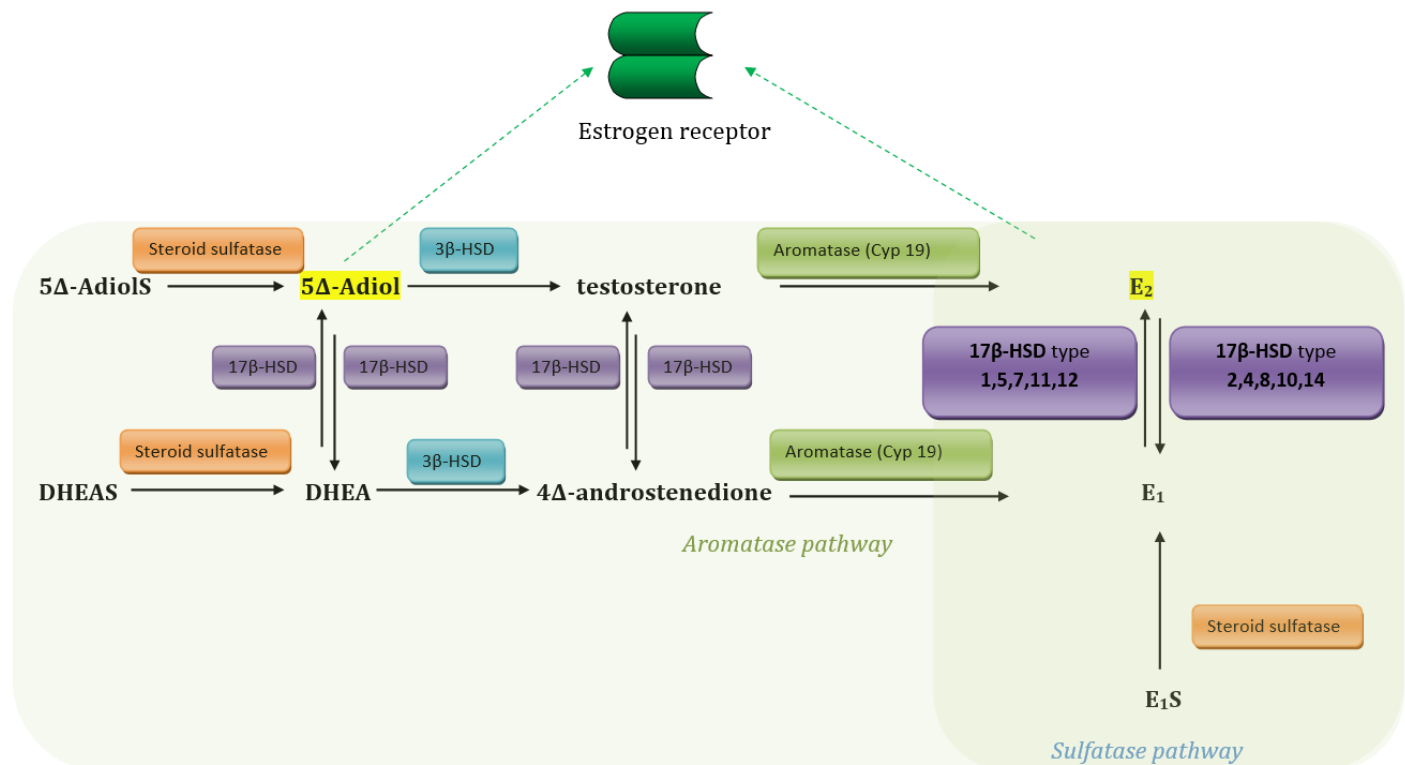 Estrogen receptor
Steroid sulfatase
3β-HSD
Aromatase (Cyp 19)
5Δ-AdiolS
5Δ-Adiol
testosterone
E₂
17β-HSD
17β-HSD
17β-HSD
17β-HSD
17β-HSD type
1,5,7,11,12
17β-HSD type
2,4,8,10,14
Steroid sulfatase
3β-HSD
Aromatase (Cyp 19)
DHEAS
DHEA
4Δ-androstenedione
E₁
Aromatase pathway
Steroid sulfatase
E₁S
Sulfatase pathway